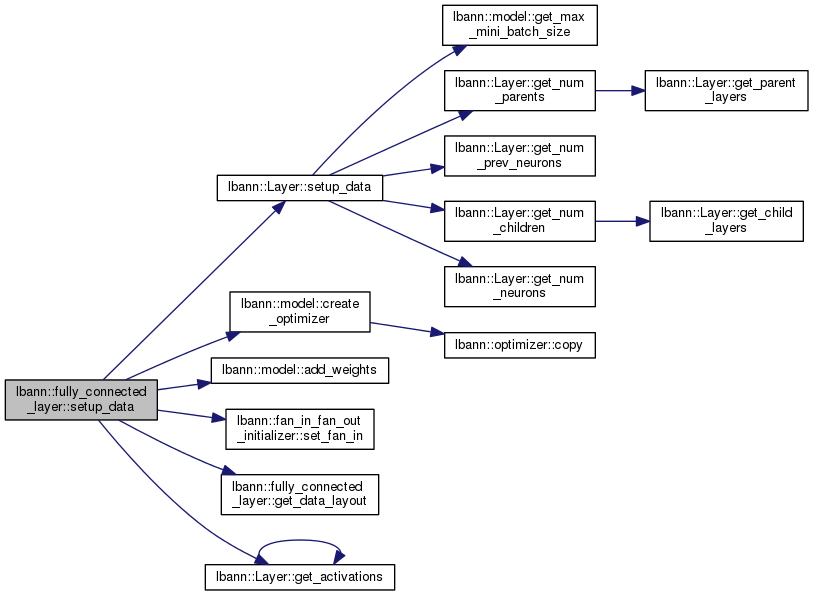 lbann::fully_connected
_layer::setup_data
lbann::Layer::setup_data
lbann::model::get_max
_mini_batch_size
lbann::Layer::get_num
_parents
lbann::Layer::get_parent
_layers
lbann::Layer::get_num
_prev_neurons
lbann::Layer::get_num
_children
lbann::Layer::get_child
_layers
lbann::Layer::get_num
_neurons
lbann::model::create
_optimizer
lbann::optimizer::copy
lbann::model::add_weights
lbann::fan_in_fan_out
_initializer::set_fan_in
lbann::fully_connected
_layer::get_data_layout
lbann::Layer::get_activations